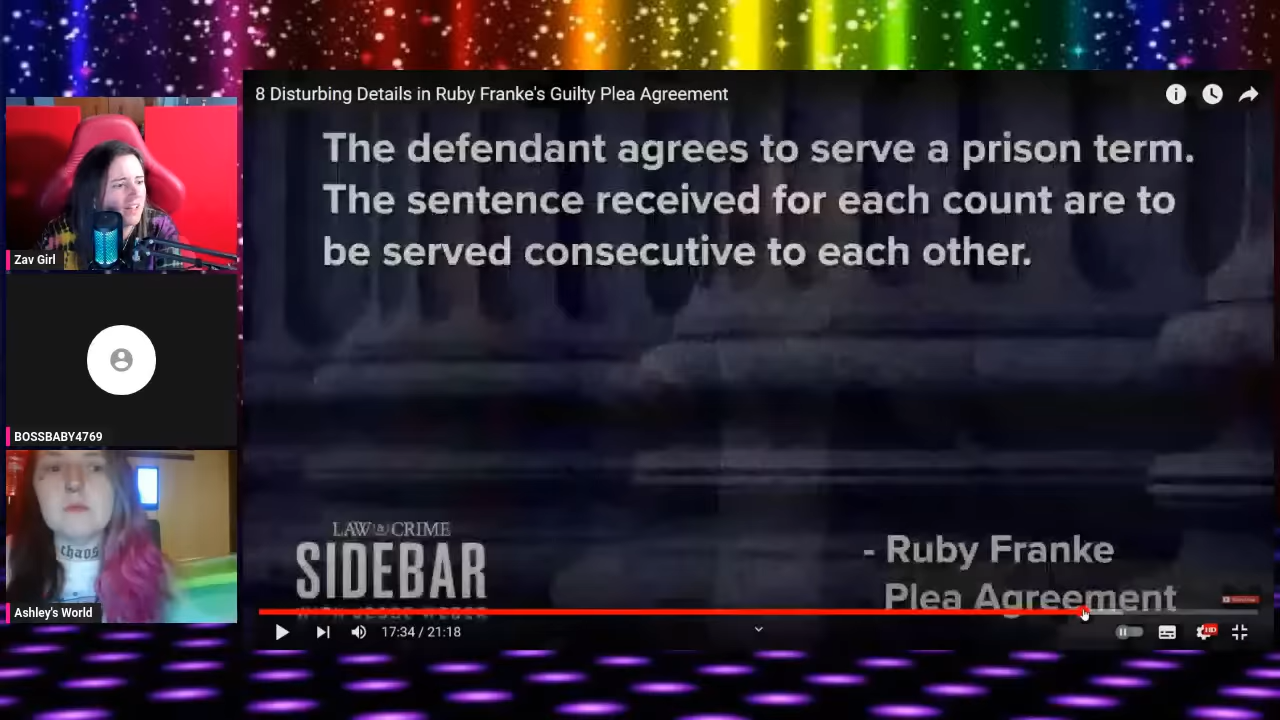 8 Disturbing Details in Ruby Franke's Guilty Plea Agreement
The defendant agrees to serve a prison term.
The sentence received for each count are to
be served consecutive to each other.
Zav Girl
BOSSBABY4769
chaos
Ashley's World
LAW & CRIME
SIDEBAR
- Ruby Franke
Plea Agreement
17:34 / 21:18
HD